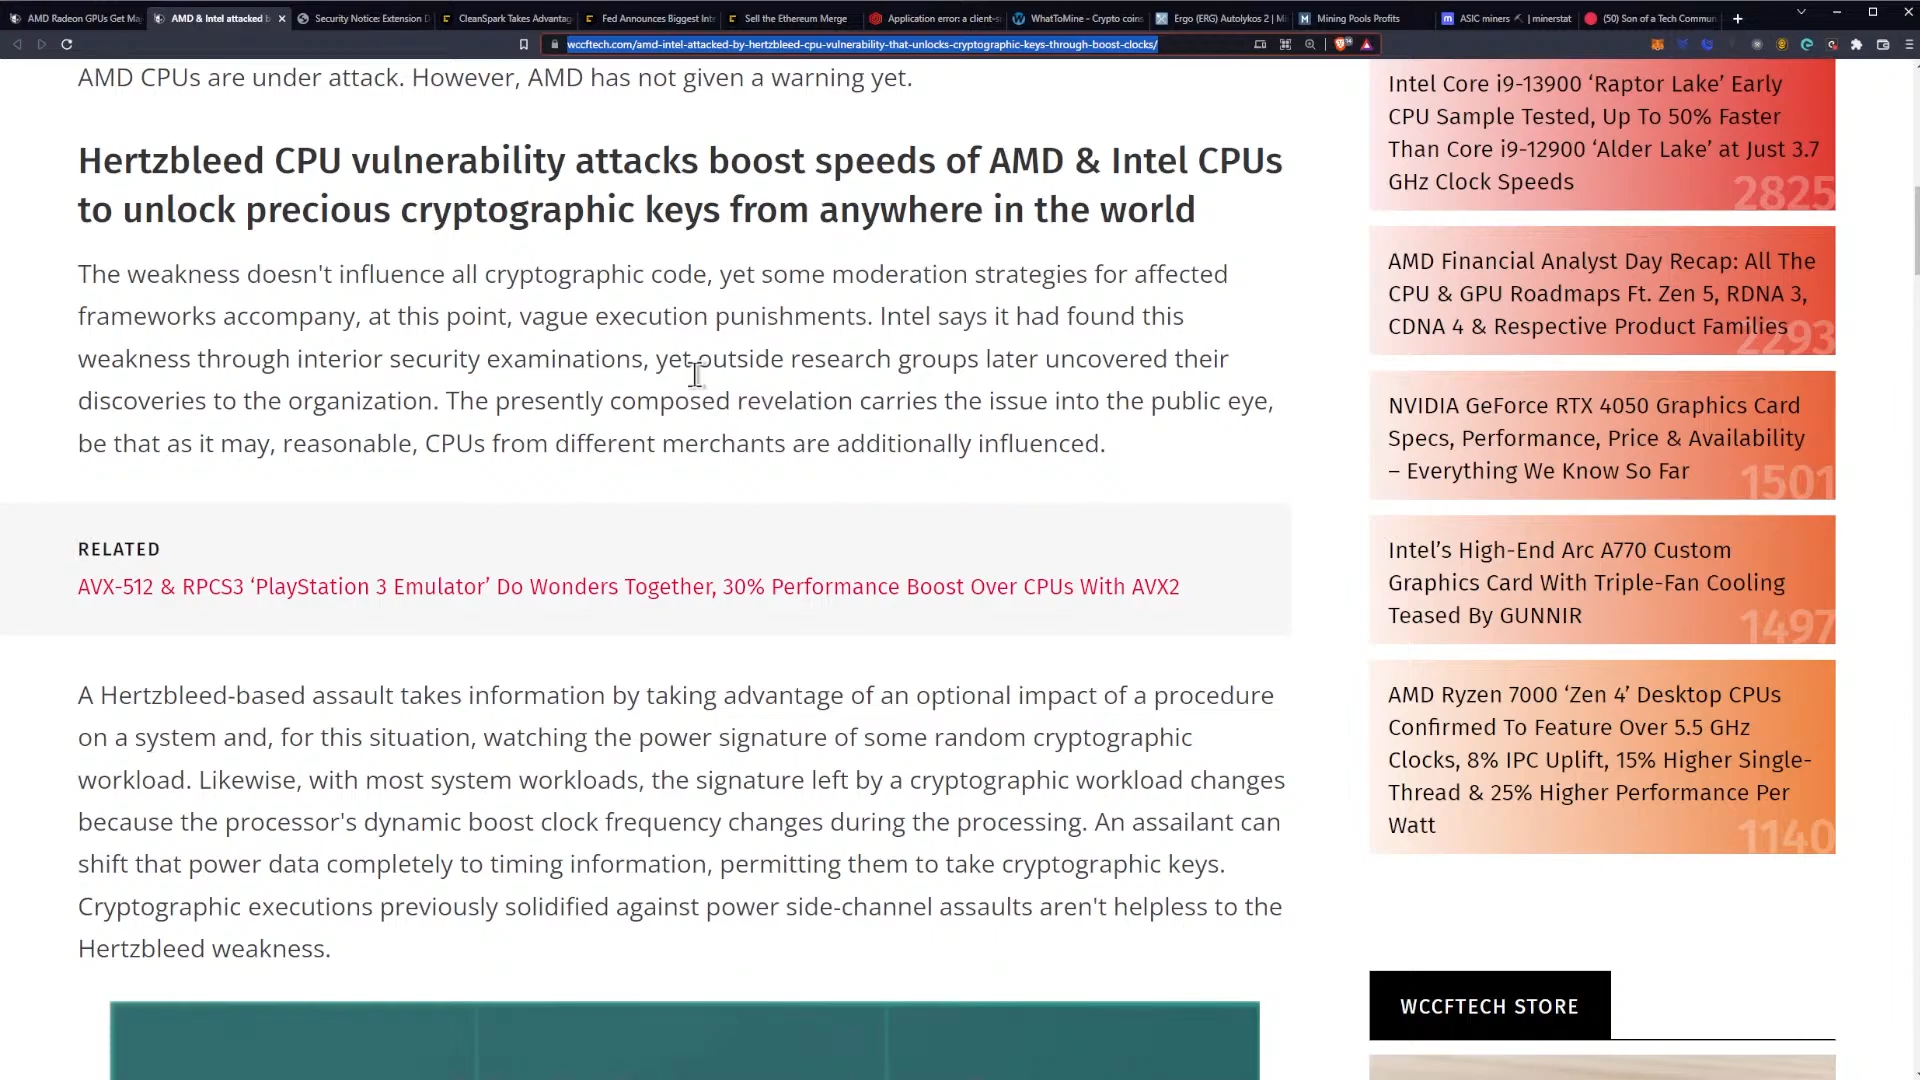 AMD Radeon GPUs Get Ma
AMD & Intel attacked b
Security Notice: Extension D
CleanSpark Takes Advantag
Fed Announces Biggest Int
Sell the Ethereum Merge
Application error: a client-s
WhatToMine - Crypto coins
Ergo (ERG) Autolykos 2 | Mi
Mining Pools Profits
ASIC miners ⛏ | minerstat
(50) Son of a Tech Commun
wccftech.com/amd-intel-attacked-by-hertzbleed-cpu-vulnerability-that-unlocks-cryptographic-keys-through-boost-clocks/
AMD CPUs are under attack. However, AMD has not given a warning yet.
Hertzbleed CPU vulnerability attacks boost speeds of AMD & Intel CPUs
to unlock precious cryptographic keys from anywhere in the world
The weakness doesn't influence all cryptographic code, yet some moderation strategies for affected
frameworks accompany, at this point, vague execution punishments. Intel says it had found this
weakness through interior security examinations, yet outside research groups later uncovered their
discoveries to the organization. The presently composed revelation carries the issue into the public eye,
be that as it may, reasonable, CPUs from different merchants are additionally influenced.
RELATED
AVX-512 & RPCS3 ‘PlayStation 3 Emulator’ Do Wonders Together, 30% Performance Boost Over CPUs With AVX2
A Hertzbleed-based assault takes information by taking advantage of an optional impact of a procedure
on a system and, for this situation, watching the power signature of some random cryptographic
workload. Likewise, with most system workloads, the signature left by a cryptographic workload changes
because the processor's dynamic boost clock frequency changes during the processing. An assailant can
shift that power data completely to timing information, permitting them to take cryptographic keys.
Cryptographic executions previously solidified against power side-channel assaults aren't helpless to the
Hertzbleed weakness.
Intel Core i9-13900 ‘Raptor Lake’ Early
CPU Sample Tested, Up To 50% Faster
Than Core i9-12900 ‘Alder Lake’ at Just 3.7
GHz Clock Speeds
2825
AMD Financial Analyst Day Recap: All The
CPU & GPU Roadmaps Ft. Zen 5, RDNA 3,
CDNA 4 & Respective Product Families
2293
NVIDIA GeForce RTX 4050 Graphics Card
Specs, Performance, Price & Availability
– Everything We Know So Far
1501
Intel’s High-End Arc A770 Custom
Graphics Card With Triple-Fan Cooling
Teased By GUNNIR
1497
AMD Ryzen 7000 ‘Zen 4’ Desktop CPUs
Confirmed To Feature Over 5.5 GHz
Clocks, 8% IPC Uplift, 15% Higher Single-
Thread & 25% Higher Performance Per
Watt
1140
WCCFTECH STORE